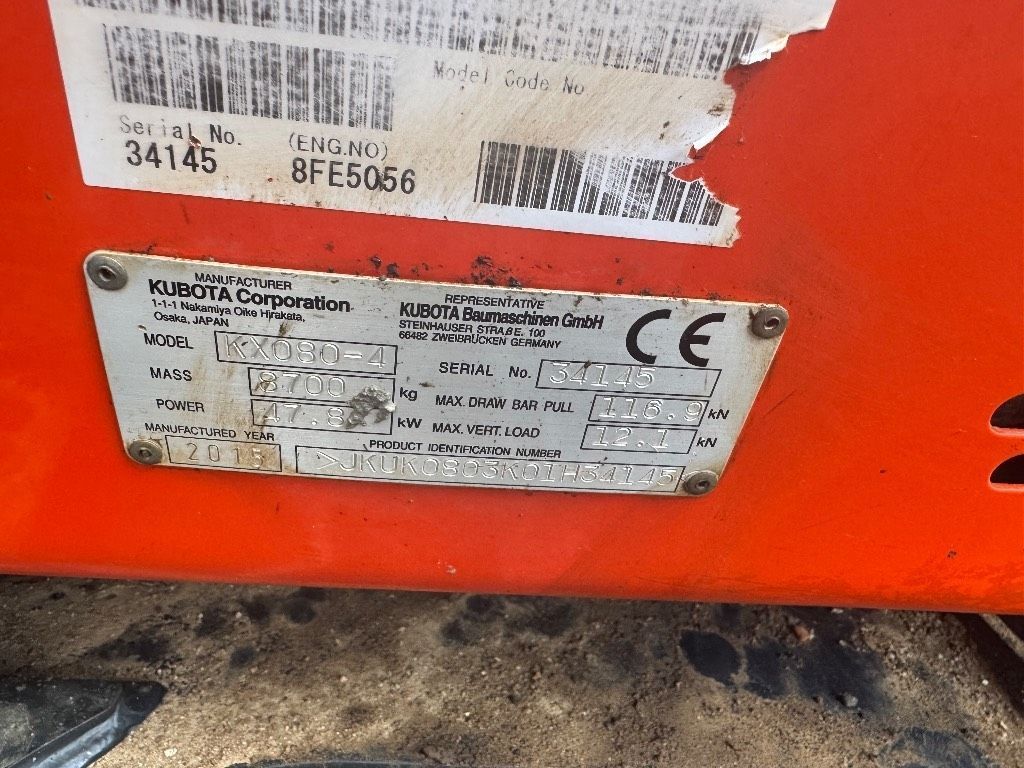 Model Code No
Serial No. (ENG.NO)
34145 8FE5056
MANUFACTURER
KUBOTA Corporation
1-1-1 Nakamiya Oike Hirakata,
Osaka, JAPAN
REPRESENTATIVE
KUBOTA Baumaschinen GmbH
STEINHAUSER STRAßE. 100
66482 ZWEIBRÜCKEN GERMANY
CE
MODEL KX080-4
SERIAL No. 34145
MASS 8700 kg
MAX. DRAW BAR PULL 116.9 kN
POWER 47.8 kW
MAX. VERT. LOAD 12.1 kN
MANUFACTURED YEAR
2015
PRODUCT IDENTIFICATION NUMBER
>JKUK0803K01H34145